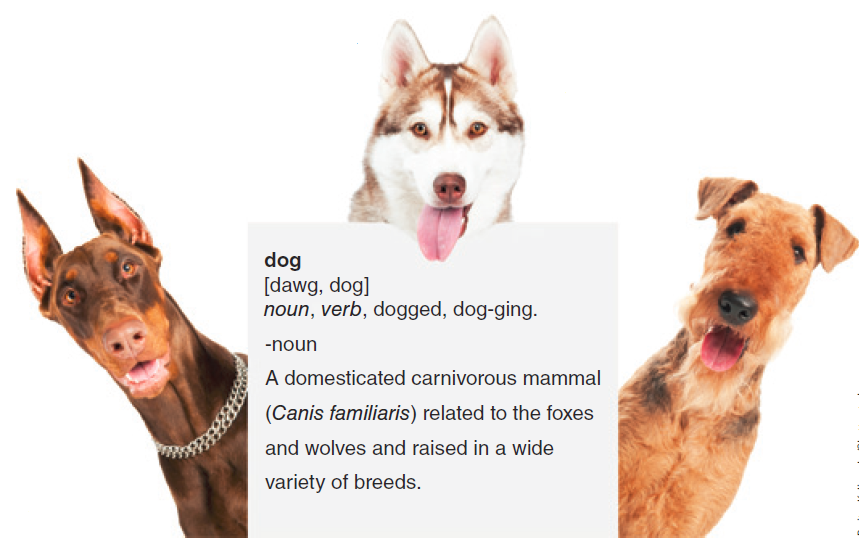 dog
[dawg, dog]
noun, verb, dogged, dog-ging.
-noun
A domesticated carnivorous mammal
(Canis familiaris) related to the foxes
and wolves and raised in a wide
variety of breeds.